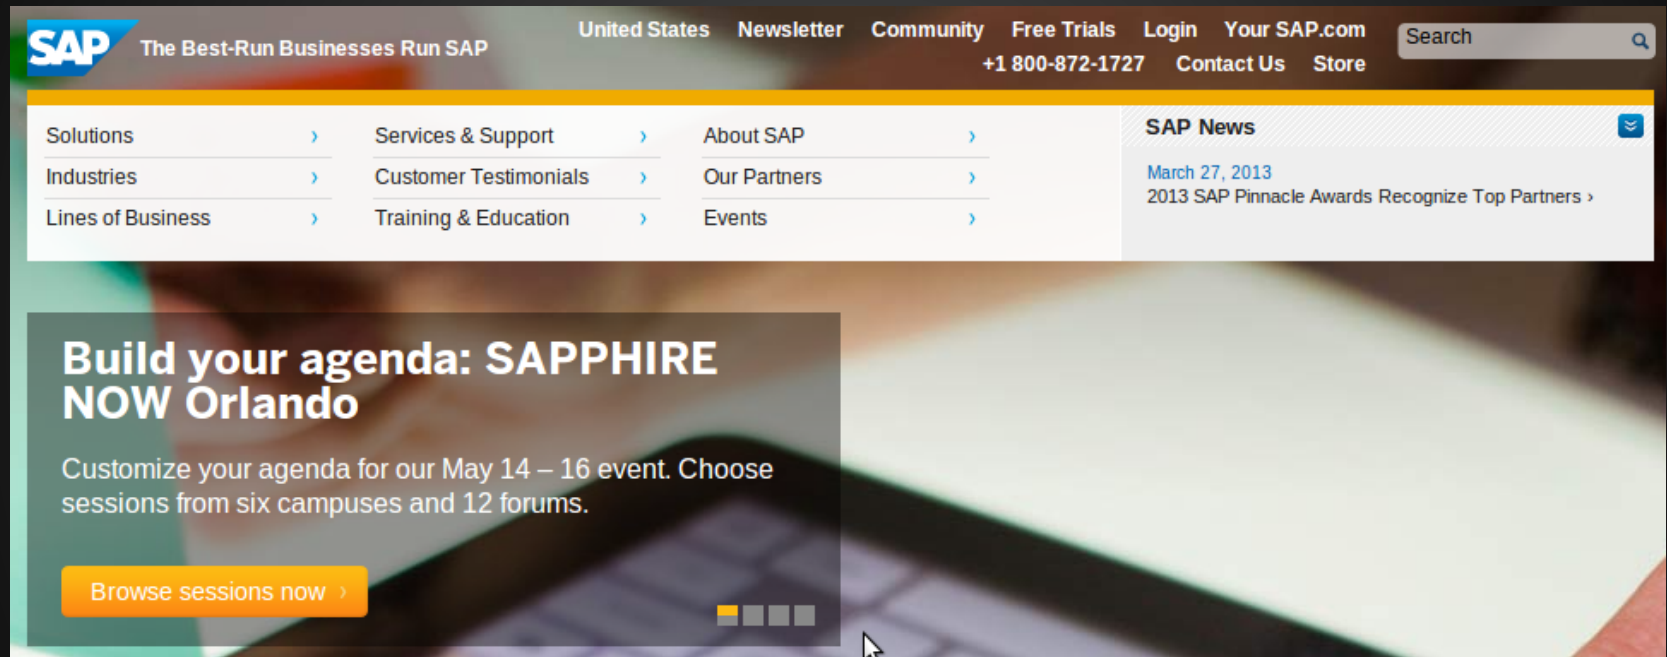 SAP The Best-Run Businesses Run SAP
United States Newsletter Community Free Trials Login Your SAP.com
+1 800-872-1727 Contact Us Store
Search
Solutions ›
Industries ›
Lines of Business ›
Services & Support ›
Customer Testimonials ›
Training & Education ›
About SAP ›
Our Partners ›
Events ›
SAP News
March 27, 2013
2013 SAP Pinnacle Awards Recognize Top Partners ›
Build your agenda: SAPPHIRE
NOW Orlando
Customize your agenda for our May 14 – 16 event. Choose
sessions from six campuses and 12 forums.
Browse sessions now ›